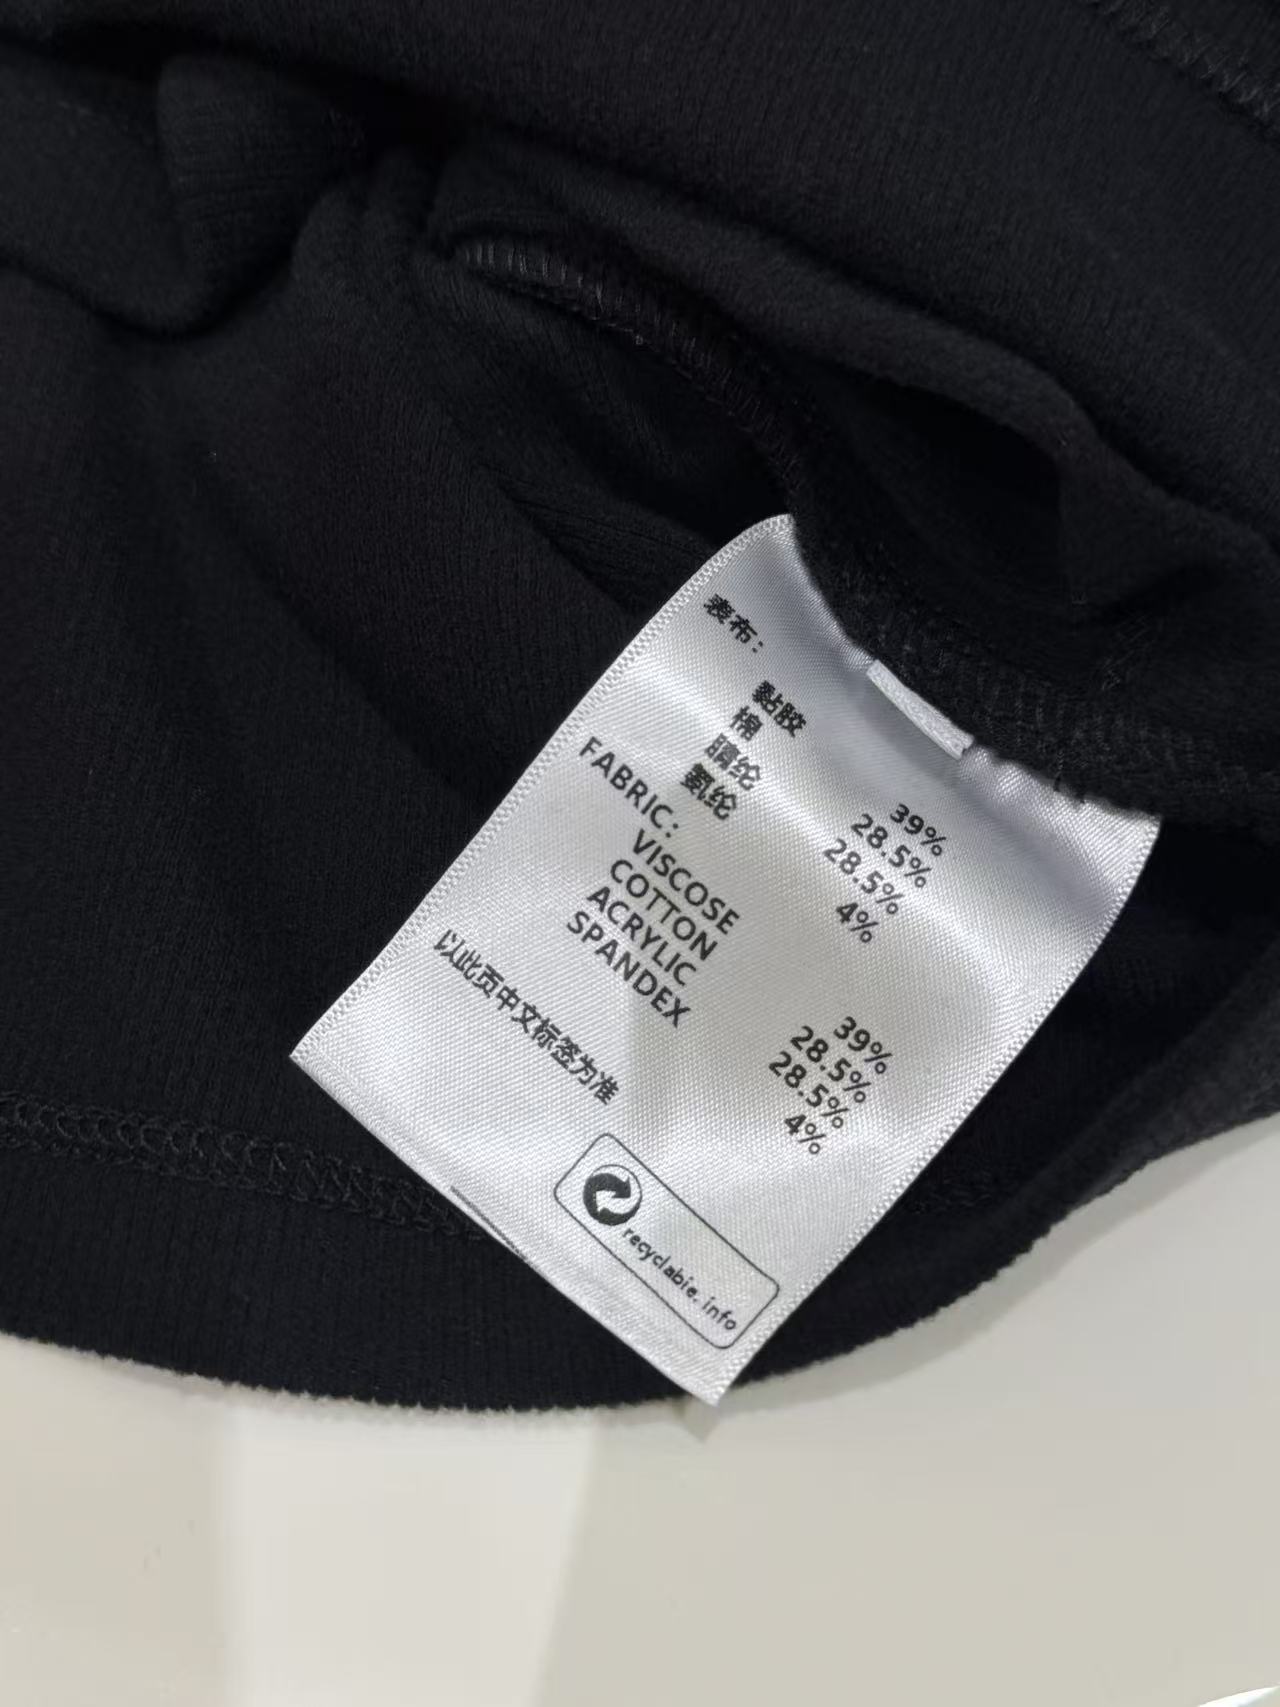 表布：
黏胶 39%
棉 28.5%
腈纶 28.5%
氨纶 4%
FABRIC:
VISCOSE 39%
COTTON 28.5%
ACRYLIC 28.5%
SPANDEX 4%
以此页中文标签为准
recyclabie.info